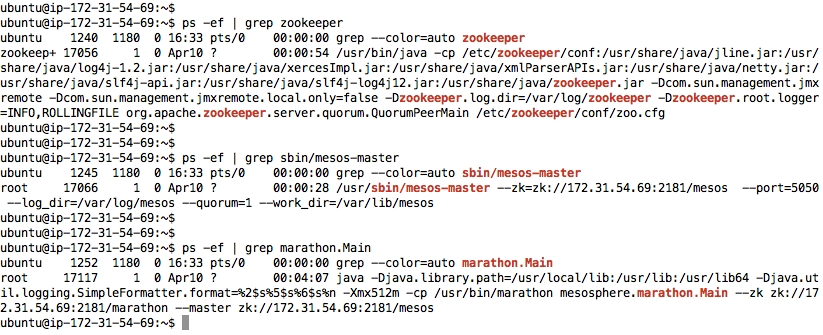 ubuntu@ip-172-31-54-69:~$
ubuntu@ip-172-31-54-69:~$ ps -ef | grep zookeeper
ubuntu    1240  1180  0 16:33 pts/0    00:00:00 grep --color=auto zookeeper
zookeep+ 17056     1  0 Apr10 ?        00:00:54 /usr/bin/java -cp /etc/zookeeper/conf:/usr/share/java/jline.jar:/usr/
share/java/log4j-1.2.jar:/usr/share/java/xercesImpl.jar:/usr/share/java/xmlParserAPIs.jar:/usr/share/java/netty.jar:/
usr/share/java/slf4j-api.jar:/usr/share/java/slf4j-log4j12.jar:/usr/share/java/zookeeper.jar -Dcom.sun.management.jmx
remote -Dcom.sun.management.jmxremote.local.only=false -Dzookeeper.log.dir=/var/log/zookeeper -Dzookeeper.root.logger
=INFO,ROLLINGFILE org.apache.zookeeper.server.quorum.QuorumPeerMain /etc/zookeeper/conf/zoo.cfg
ubuntu@ip-172-31-54-69:~$
ubuntu@ip-172-31-54-69:~$
ubuntu@ip-172-31-54-69:~$ ps -ef | grep sbin/mesos-master
ubuntu    1245  1180  0 16:33 pts/0    00:00:00 grep --color=auto sbin/mesos-master
root     17066     1  0 Apr10 ?        00:00:28 /usr/sbin/mesos-master --zk=zk://172.31.54.69:2181/mesos  --port=5050
 --log_dir=/var/log/mesos --quorum=1 --work_dir=/var/lib/mesos
ubuntu@ip-172-31-54-69:~$
ubuntu@ip-172-31-54-69:~$
ubuntu@ip-172-31-54-69:~$ ps -ef | grep marathon.Main
ubuntu    1252  1180  0 16:33 pts/0    00:00:00 grep --color=auto marathon.Main
root     17117     1  0 Apr10 ?        00:04:07 java -Djava.library.path=/usr/local/lib:/usr/lib:/usr/lib64 -Djava.ut
il.logging.SimpleFormatter.format=%2$s%5$s%6$s%n -Xmx512m -cp /usr/bin/marathon mesosphere.marathon.Main --zk zk://17
2.31.54.69:2181/marathon --master zk://172.31.54.69:2181/mesos
ubuntu@ip-172-31-54-69:~$